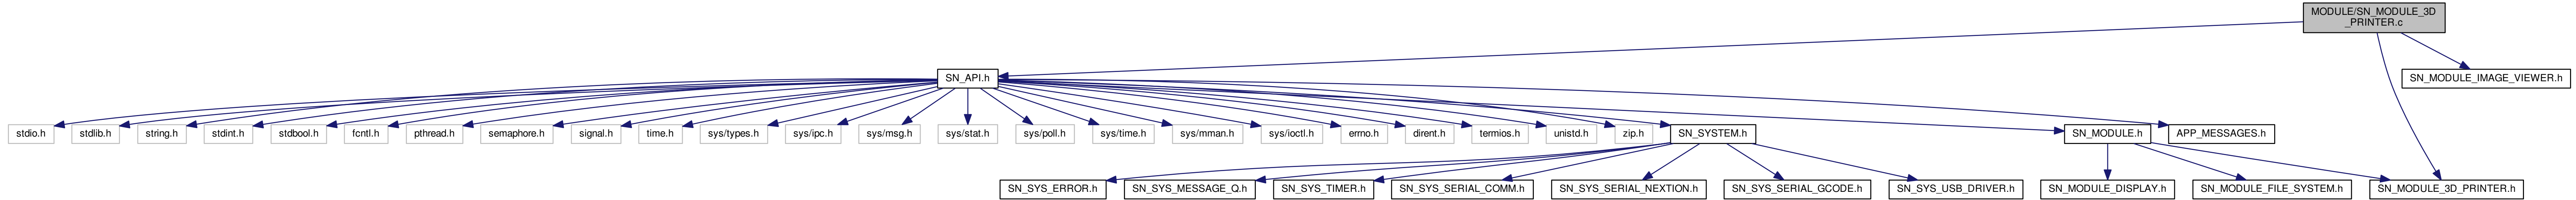 MODULE/SN_MODULE_3D
_PRINTER.c
SN_API.h
SN_MODULE_IMAGE_VIEWER.h
stdio.h
stdlib.h
string.h
stdint.h
stdbool.h
fcntl.h
pthread.h
semaphore.h
signal.h
time.h
sys/types.h
sys/ipc.h
sys/msg.h
sys/stat.h
sys/poll.h
sys/time.h
sys/mman.h
sys/ioctl.h
errno.h
dirent.h
termios.h
unistd.h
zip.h
SN_SYSTEM.h
SN_MODULE.h
APP_MESSAGES.h
SN_SYS_ERROR.h
SN_SYS_MESSAGE_Q.h
SN_SYS_TIMER.h
SN_SYS_SERIAL_COMM.h
SN_SYS_SERIAL_NEXTION.h
SN_SYS_SERIAL_GCODE.h
SN_SYS_USB_DRIVER.h
SN_MODULE_DISPLAY.h
SN_MODULE_FILE_SYSTEM.h
SN_MODULE_3D_PRINTER.h